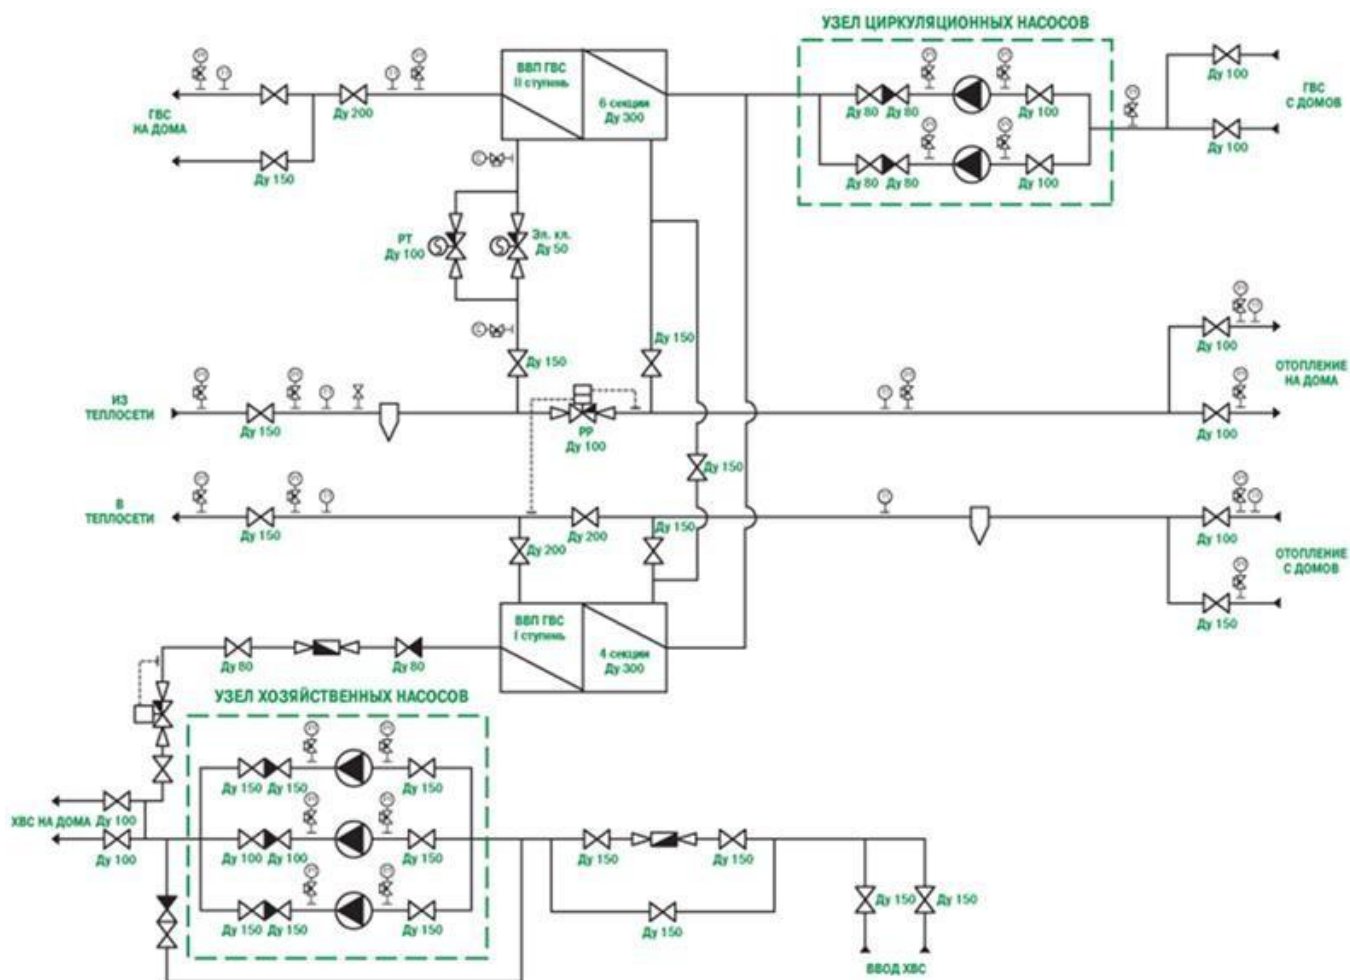 УЗЕЛ ЦИРКУЛЯЦИОННЫХ НАСОСОВ
ВВП ГВС
II ступень
6 секции
Ду 300
Ду 200
ГВС
НА ДОМА
Ду 150
Ду 80
Ду 80
Ду 100
Ду 80
Ду 80
Ду 100
Ду 100
ГВС
С ДОМОВ
Ду 100
РТ
Ду 100
Эл. кл.
Ду 50
Ду 150
Ду 150
Ду 100
ОТОПЛЕНИЕ
НА ДОМА
Ду 100
ИЗ
ТЕПЛОСЕТИ
Ду 150
РР
Ду 100
Ду 150
В
ТЕПЛОСЕТИ
Ду 150
Ду 200
Ду 200
Ду 150
Ду 100
ОТОПЛЕНИЕ
С ДОМОВ
Ду 150
ВВП ГВС
I ступень
4 секции
Ду 300
Ду 80
Ду 80
УЗЕЛ ХОЗЯЙСТВЕННЫХ НАСОСОВ
Ду 150
Ду 150
Ду 150
ХВС НА ДОМА
Ду 100
Ду 100
Ду 100
Ду 100
Ду 150
Ду 150
Ду 150
Ду 150
Ду 150
Ду 150
Ду 150
Ду 150
Ду 150
ВВОД ХВС